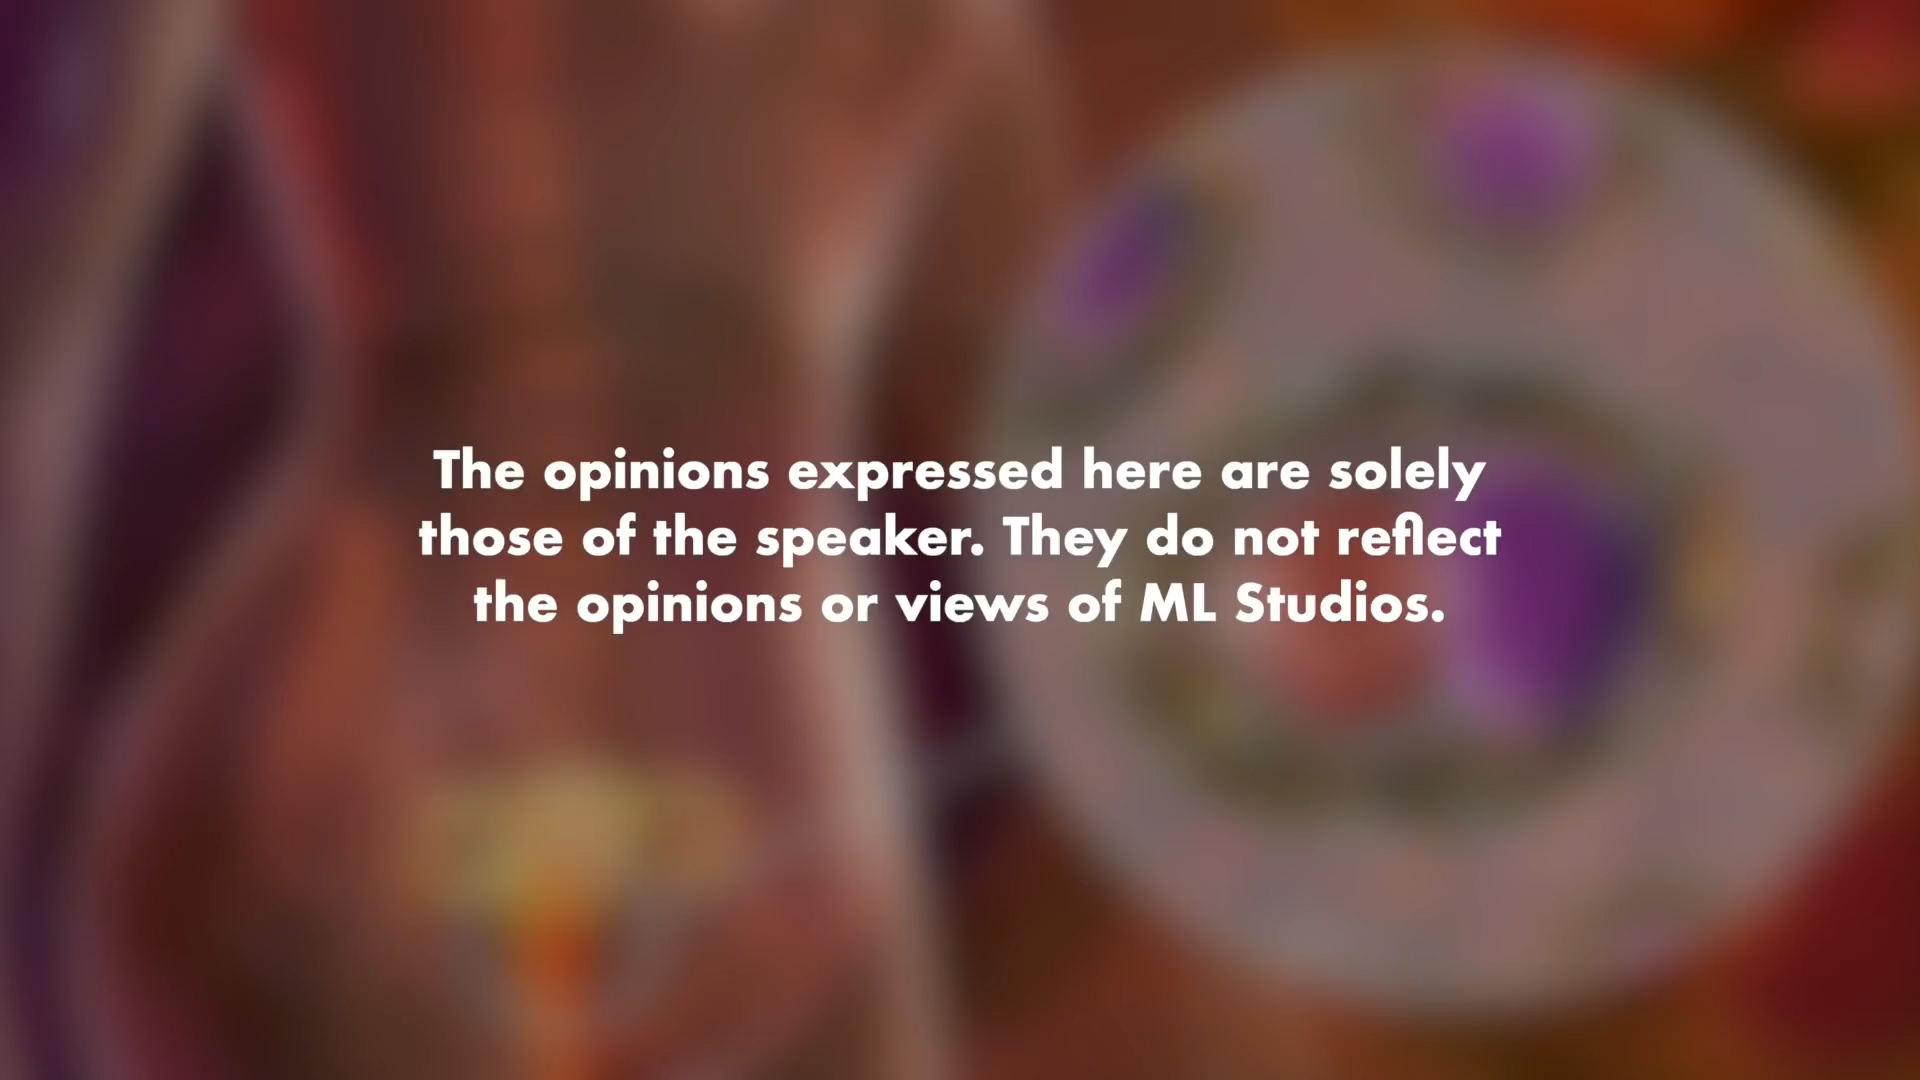 The opinions expressed here are solely
those of the speaker. They do not reflect
the opinions or views of ML Studios.